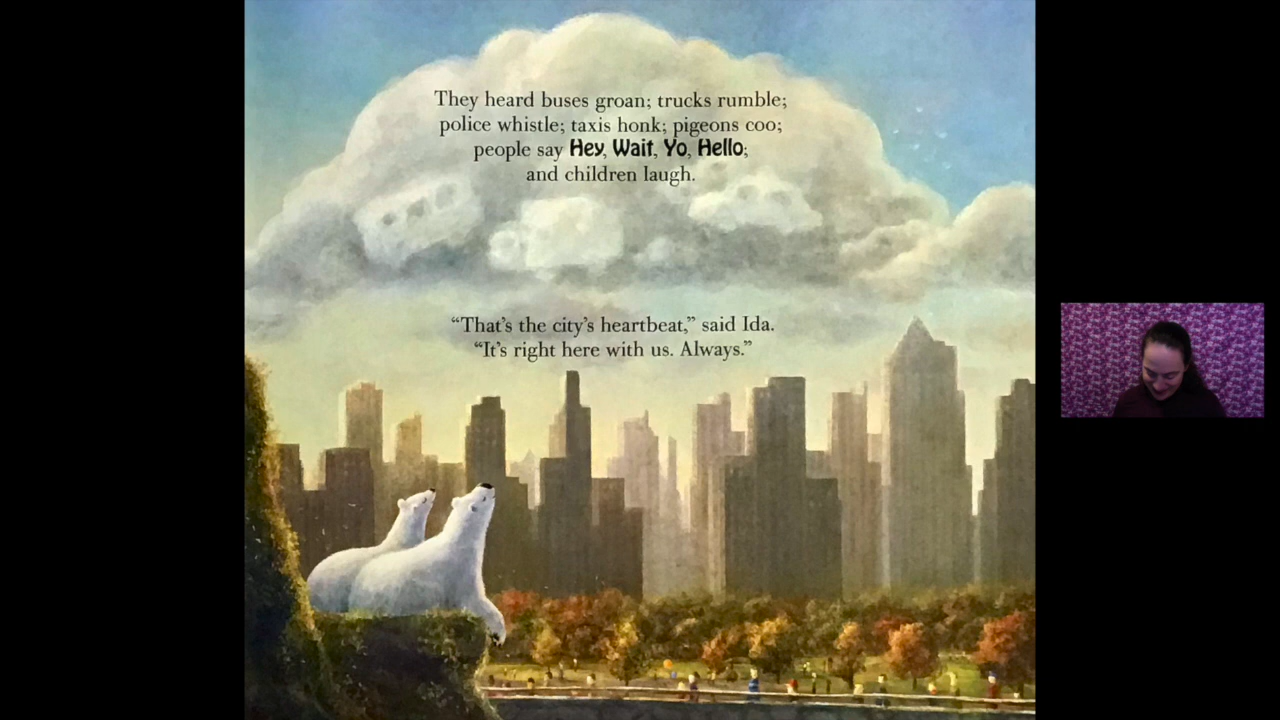 They heard buses groan; trucks rumble;
police whistle; taxis honk; pigeons coo;
people say Hey, Wait, Yo, Hello;
and children laugh.
“That’s the city’s heartbeat,” said Ida.
“It’s right here with us. Always.”